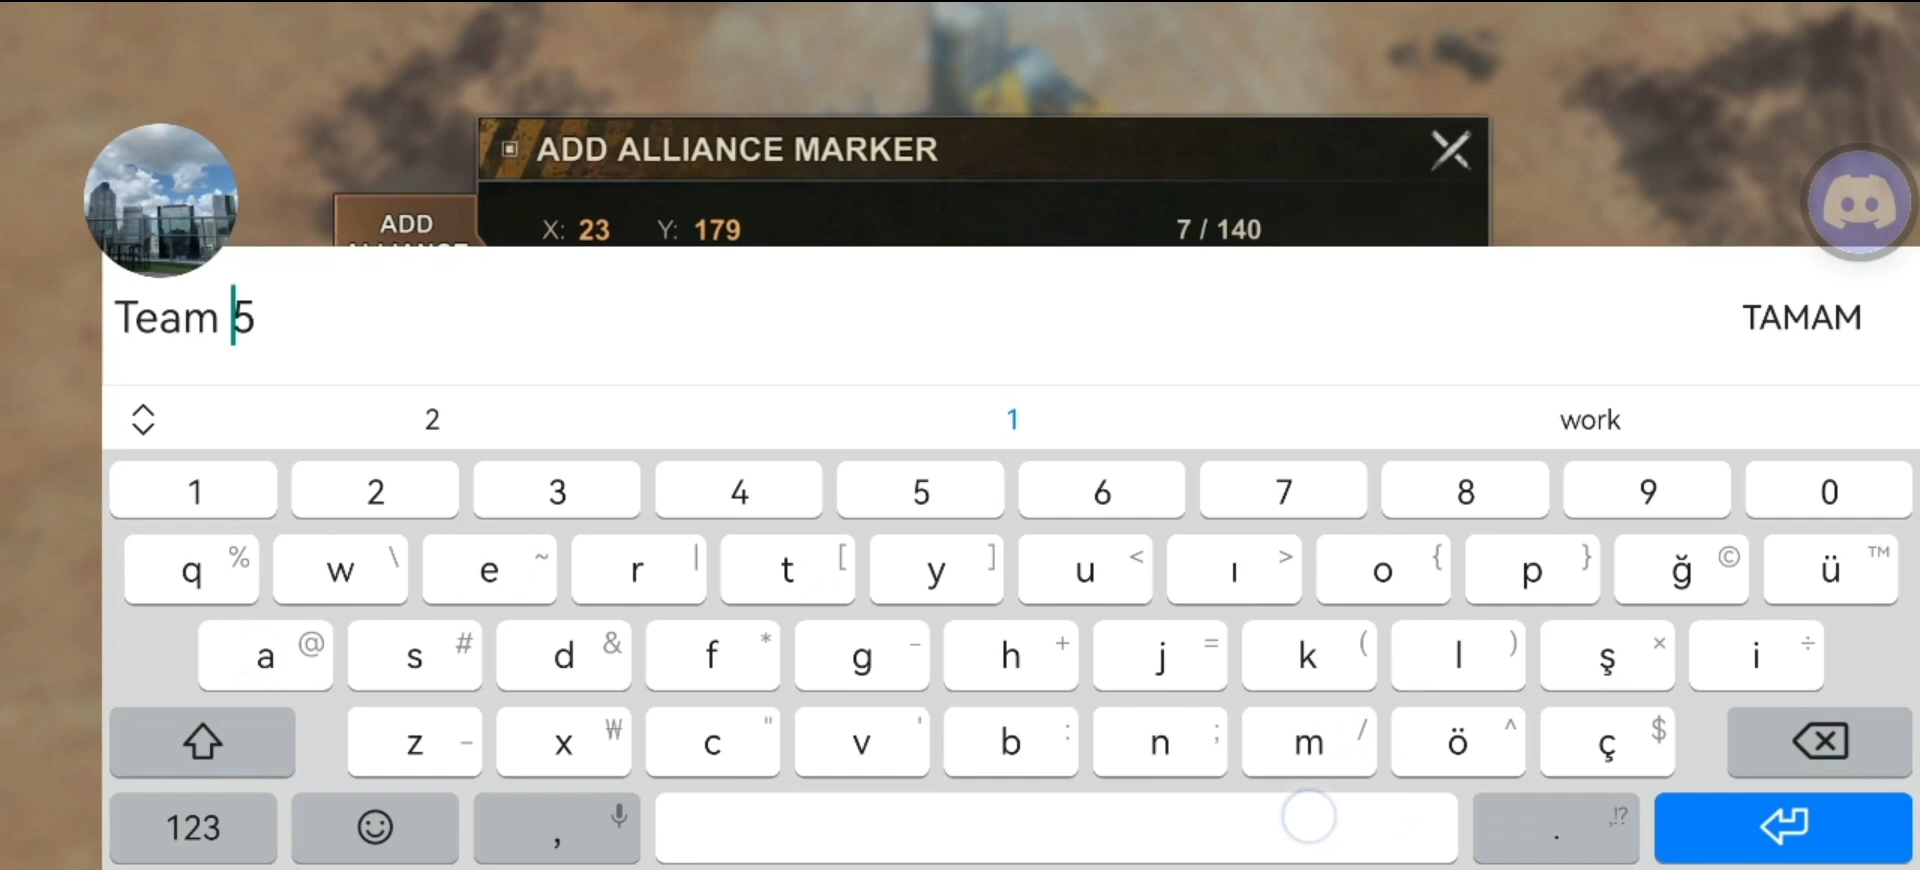 ADD ALLIANCE MARKER
ADD
ALLIANCE
X: 23 Y: 179 7 / 140
Team 5
TAMAM
2 1 work
1 2 3 4 5 6 7 8 9 0
q % w \ e ~ r | t [ y ] u < ı > o { p } ğ © ü ™
a @ s # d & f * g - h + j = k ( l ) ş × i ÷
z _ x ₩ c " v ' b : n ; m / ö ^ ç $
123 , . ,!?